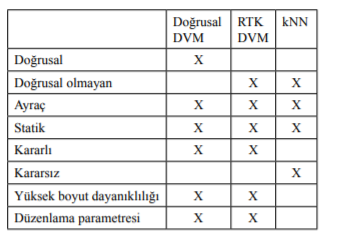 Doğrusal DVM RTK DVM kNN
Doğrusal X
Doğrusal olmayan X X
Ayraç X X X
Statik X X X
Kararlı X X
Kararsız X
Yüksek boyut dayanıklılığı X X
Düzenlama parametresi X X